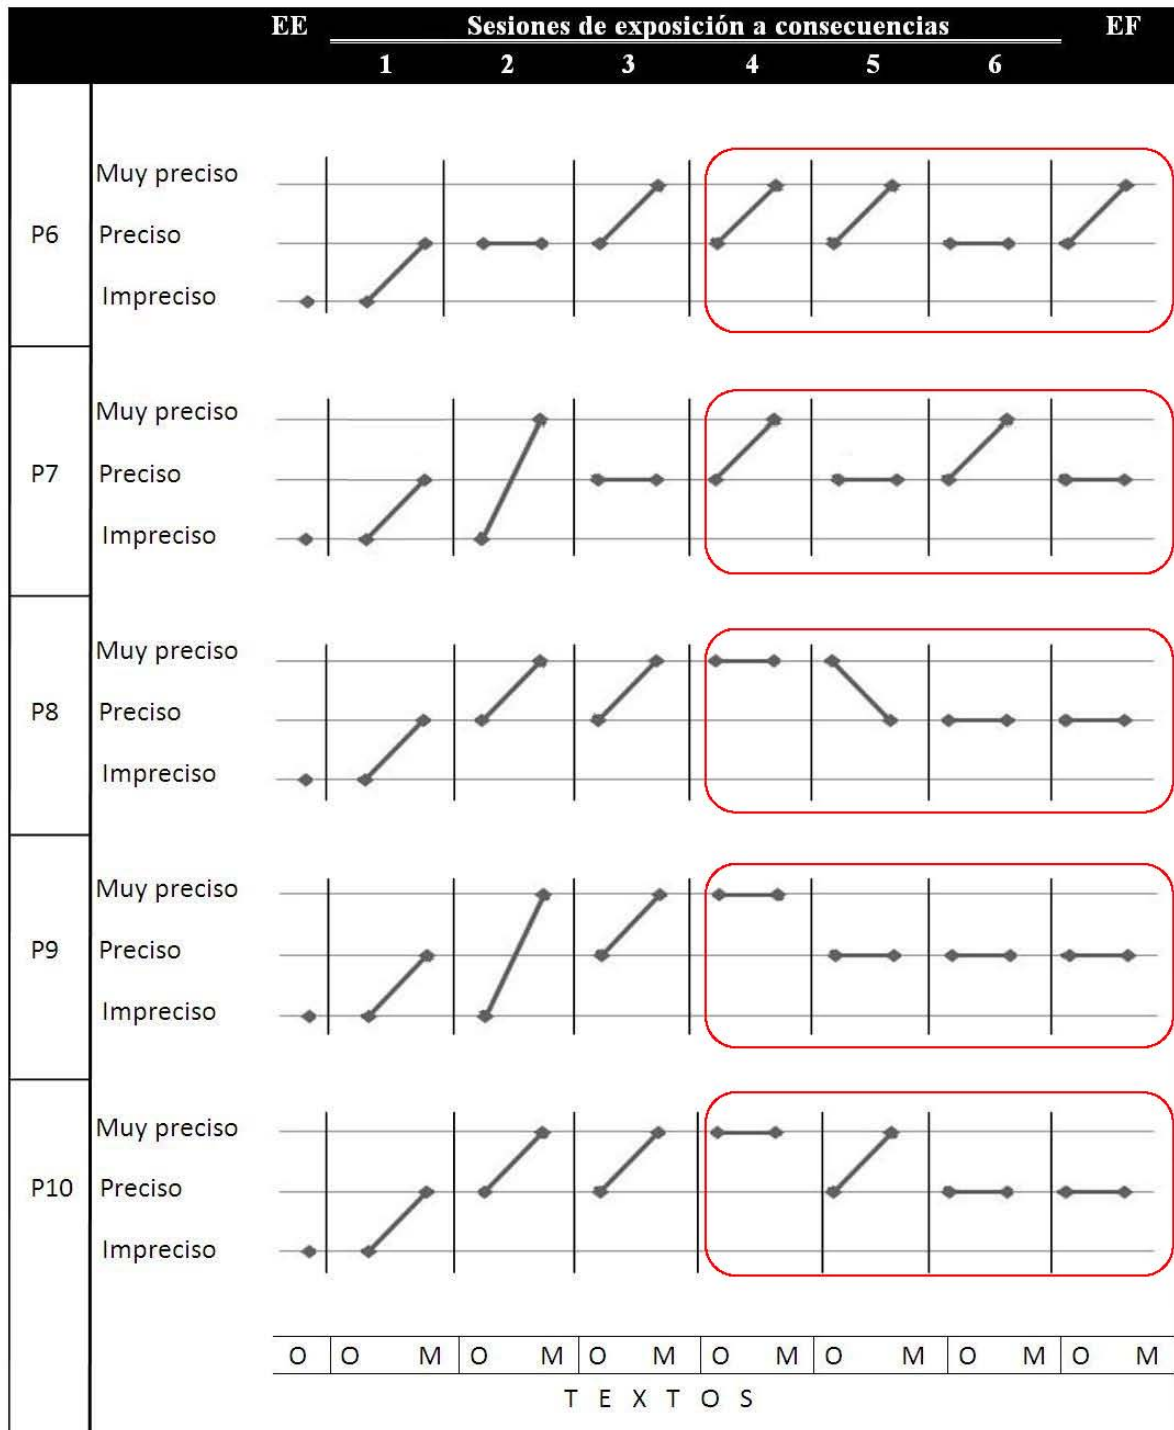 EE Sesiones de exposición a consecuencias EF
1 2 3 4 5 6
Muy preciso
P6 Preciso
Impreciso
Muy preciso
P7 Preciso
Impreciso
Muy preciso
P8 Preciso
Impreciso
Muy preciso
P9 Preciso
Impreciso
Muy preciso
P10 Preciso
Impreciso
O O M O M O M O M O M O M O M
T E X T O S